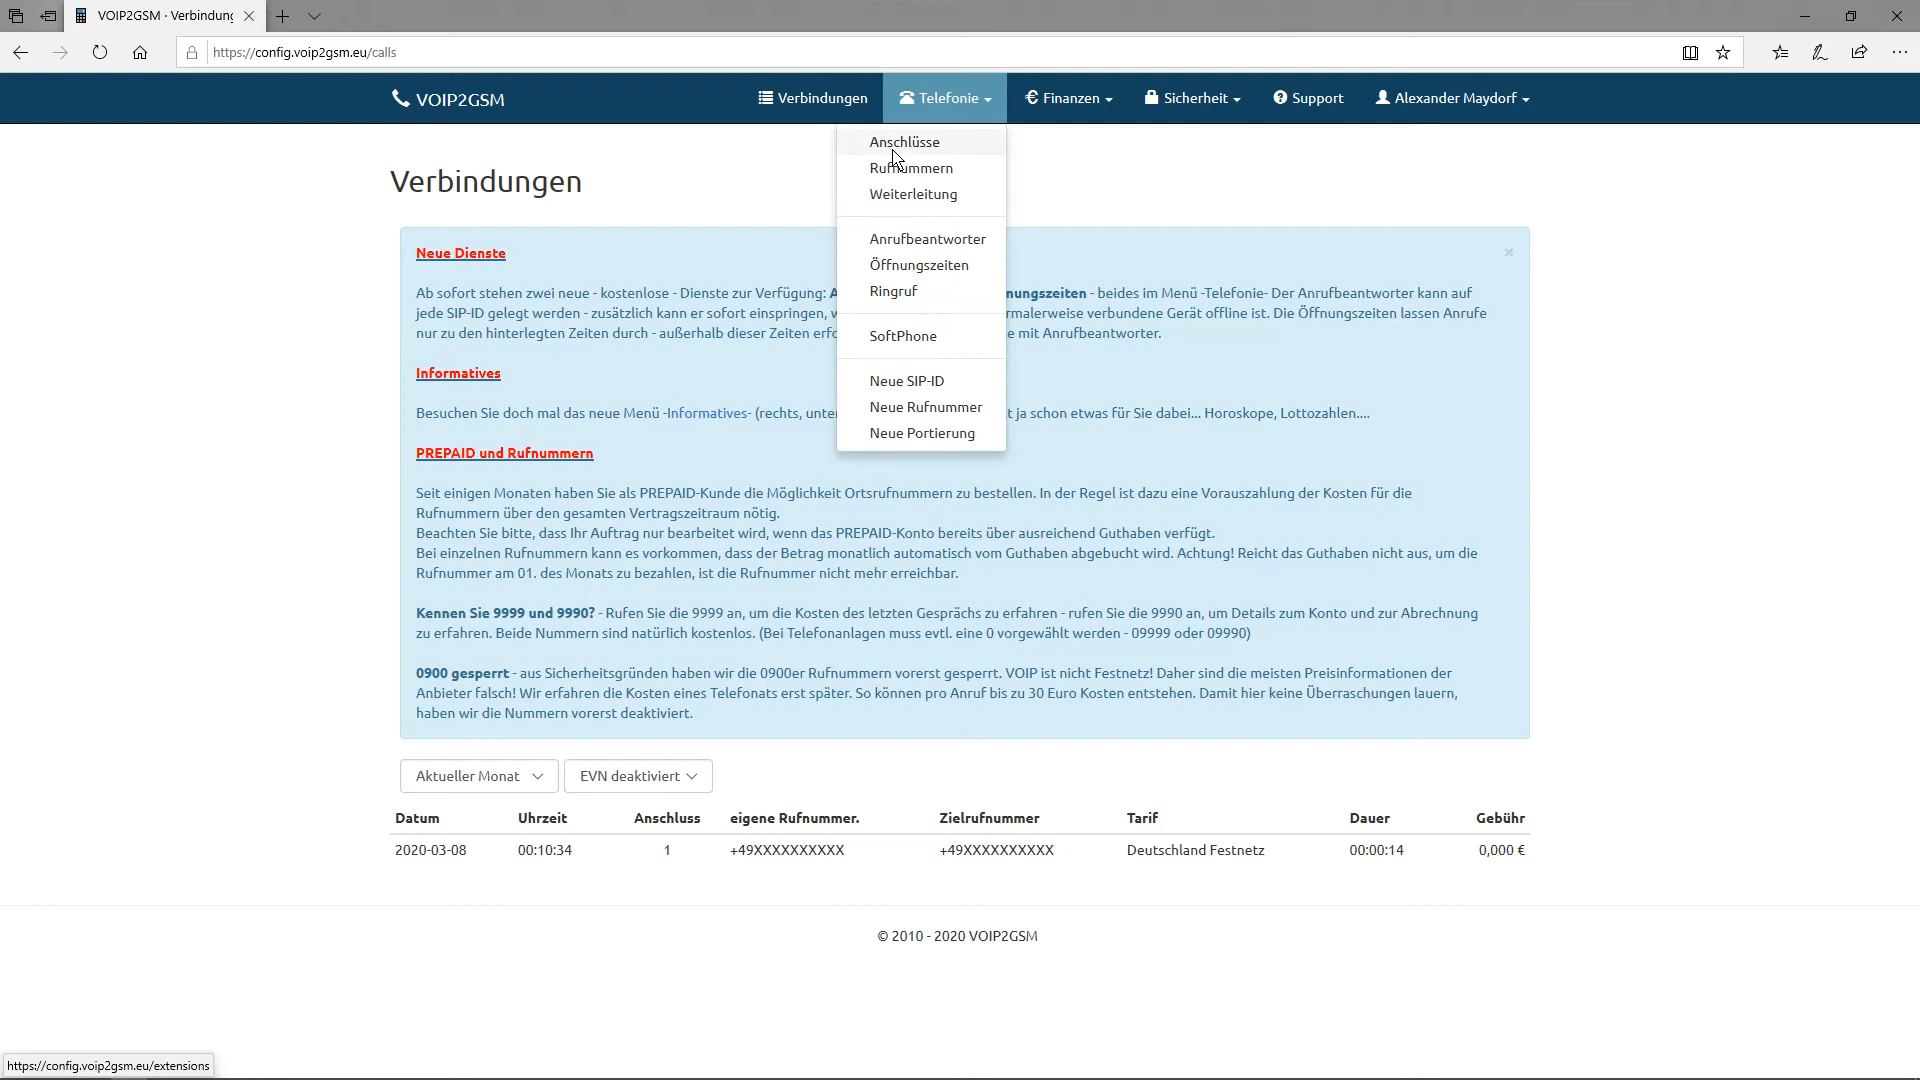 VOIP2GSM · Verbindung
https://config.voip2gsm.eu/calls
VOIP2GSM
Verbindungen
Telefonie
Finanzen
Sicherheit
Support
Alexander Maydorf
Anschlüsse
Rufnummern
Weiterleitung
Anrufbeantworter
Öffnungszeiten
Ringruf
SoftPhone
Neue SIP-ID
Neue Rufnummer
Neue Portierung
Verbindungen
Neue Dienste
Ab sofort stehen zwei neue - kostenlose - Dienste zur Verfügung: A nungszeiten - beides im Menü -Telefonie- Der Anrufbeantworter kann auf
jede SIP-ID gelegt werden - zusätzlich kann er sofort einspringen, rmalerweise verbundene Gerät offline ist. Die Öffnungszeiten lassen Anrufe
nur zu den hinterlegten Zeiten durch - außerhalb dieser Zeiten erfo e mit Anrufbeantworter.
Informatives
Besuchen Sie doch mal das neue Menü -Informatives- (rechts, unter t ja schon etwas für Sie dabei... Horoskope, Lottozahlen....
PREPAID und Rufnummern
Seit einigen Monaten haben Sie als PREPAID-Kunde die Möglichkeit Ortsrufnummern zu bestellen. In der Regel ist dazu eine Vorauszahlung der Kosten für die
Rufnummern über den gesamten Vertragszeitraum nötig.
Beachten Sie bitte, dass Ihr Auftrag nur bearbeitet wird, wenn das PREPAID-Konto bereits über ausreichend Guthaben verfügt.
Bei einzelnen Rufnummern kann es vorkommen, dass der Betrag monatlich automatisch vom Guthaben abgebucht wird. Achtung! Reicht das Guthaben nicht aus, um die
Rufnummer am 01. des Monats zu bezahlen, ist die Rufnummer nicht mehr erreichbar.
Kennen Sie 9999 und 9990? - Rufen Sie die 9999 an, um die Kosten des letzten Gesprächs zu erfahren - rufen Sie die 9990 an, um Details zum Konto und zur Abrechnung
zu erfahren. Beide Nummern sind natürlich kostenlos. (Bei Telefonanlagen muss evtl. eine 0 vorgewählt werden - 09999 oder 09990)
0900 gesperrt - aus Sicherheitsgründen haben wir die 0900er Rufnummern vorerst gesperrt. VOIP ist nicht Festnetz! Daher sind die meisten Preisinformationen der
Anbieter falsch! Wir erfahren die Kosten eines Telefonats erst später. So können pro Anruf bis zu 30 Euro Kosten entstehen. Damit hier keine Überraschungen lauern,
haben wir die Nummern vorerst deaktiviert.
Aktueller Monat
EVN deaktiviert
Datum Uhrzeit Anschluss eigene Rufnummer. Zielrufnummer Tarif Dauer Gebühr
2020-03-08 00:10:34 1 +49XXXXXXXXXX +49XXXXXXXXXX Deutschland Festnetz 00:00:14 0,000 €
© 2010 - 2020 VOIP2GSM
https://config.voip2gsm.eu/extensions